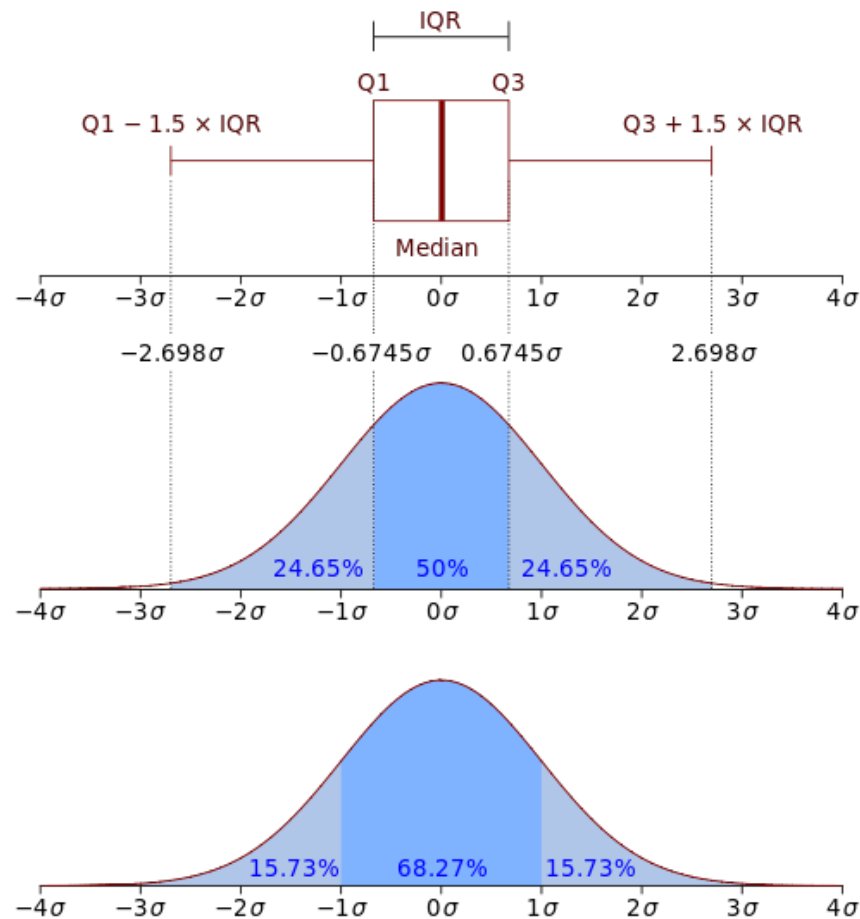 IQR
Q1 Q3
Q1 − 1.5 × IQR Q3 + 1.5 × IQR
Median
−4σ −3σ −2σ −1σ 0σ 1σ 2σ 3σ 4σ
−2.698σ −0.6745σ 0.6745σ 2.698σ
24.65% 50% 24.65%
−4σ −3σ −2σ −1σ 0σ 1σ 2σ 3σ 4σ
15.73% 68.27% 15.73%
−4σ −3σ −2σ −1σ 0σ 1σ 2σ 3σ 4σ